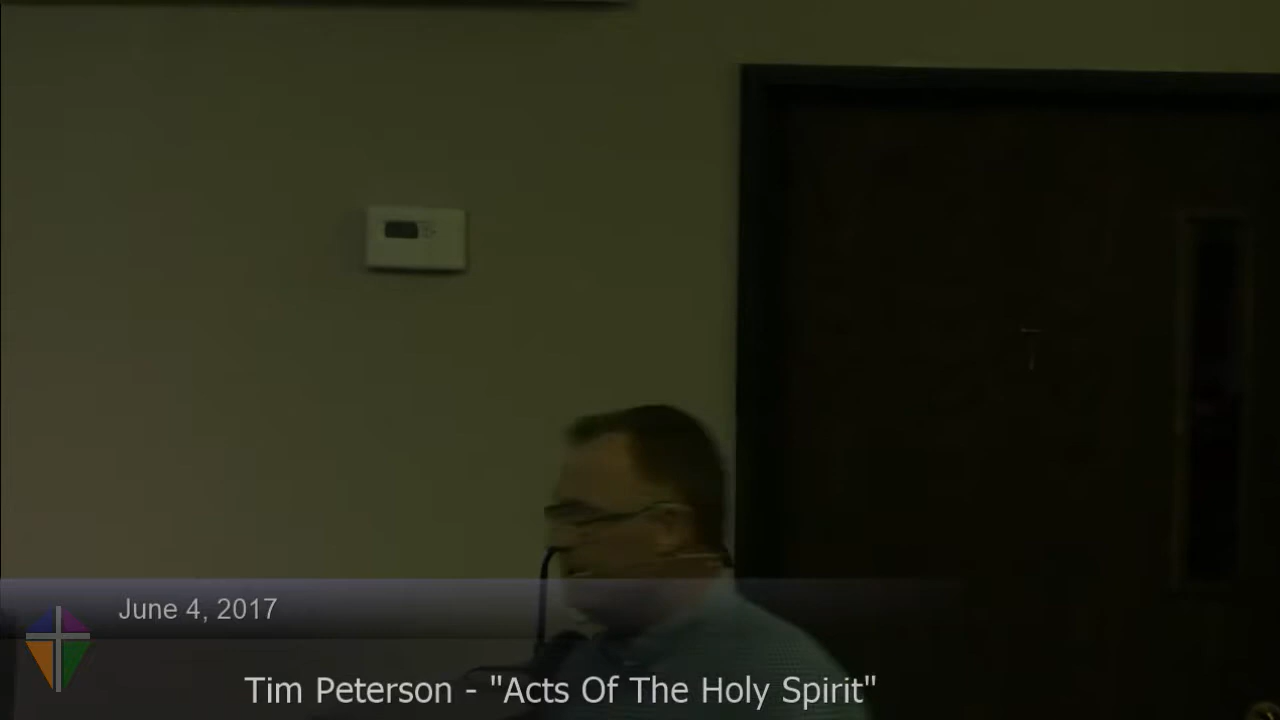 June 4, 2017
Tim Peterson - "Acts Of The Holy Spirit"